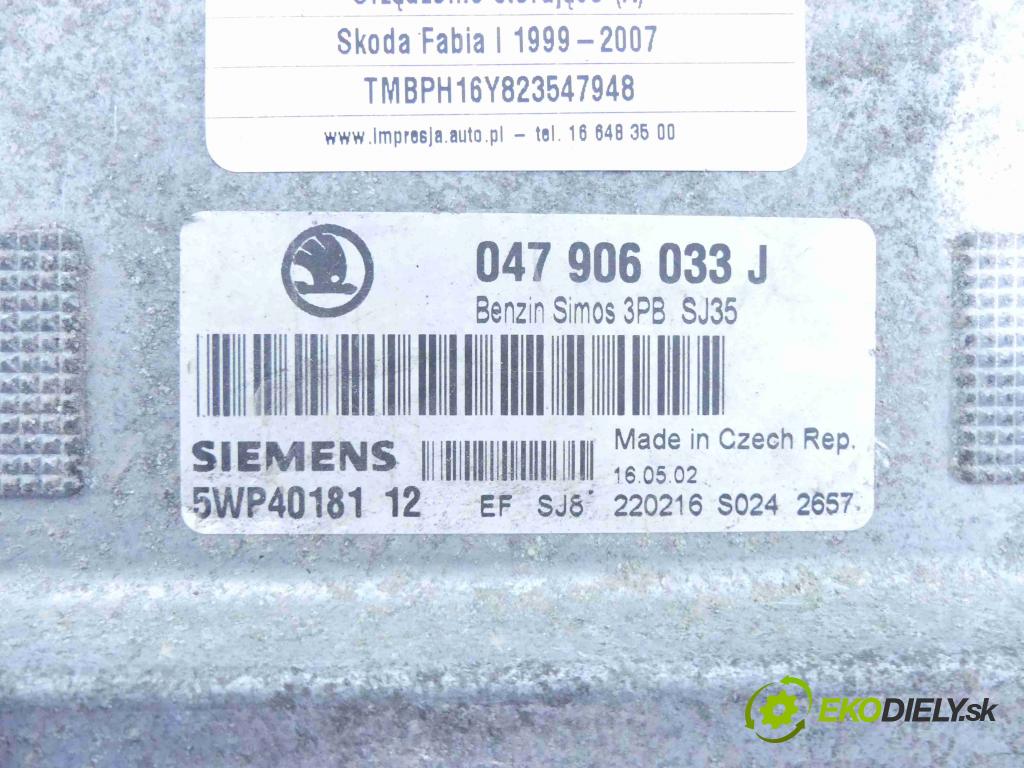 Skoda Fabia I 1999-2007
TMBPH16Y823547948
www.impresja.auto.pl - tel. 16 648 35 00
047 906 033 J
Benzin Simos 3PB SJ35
SIEMENS
Made in Czech Rep.
16.05.02
5WP40181 12 EF SJ8 220216 S024 2657
EKODIELY.sk